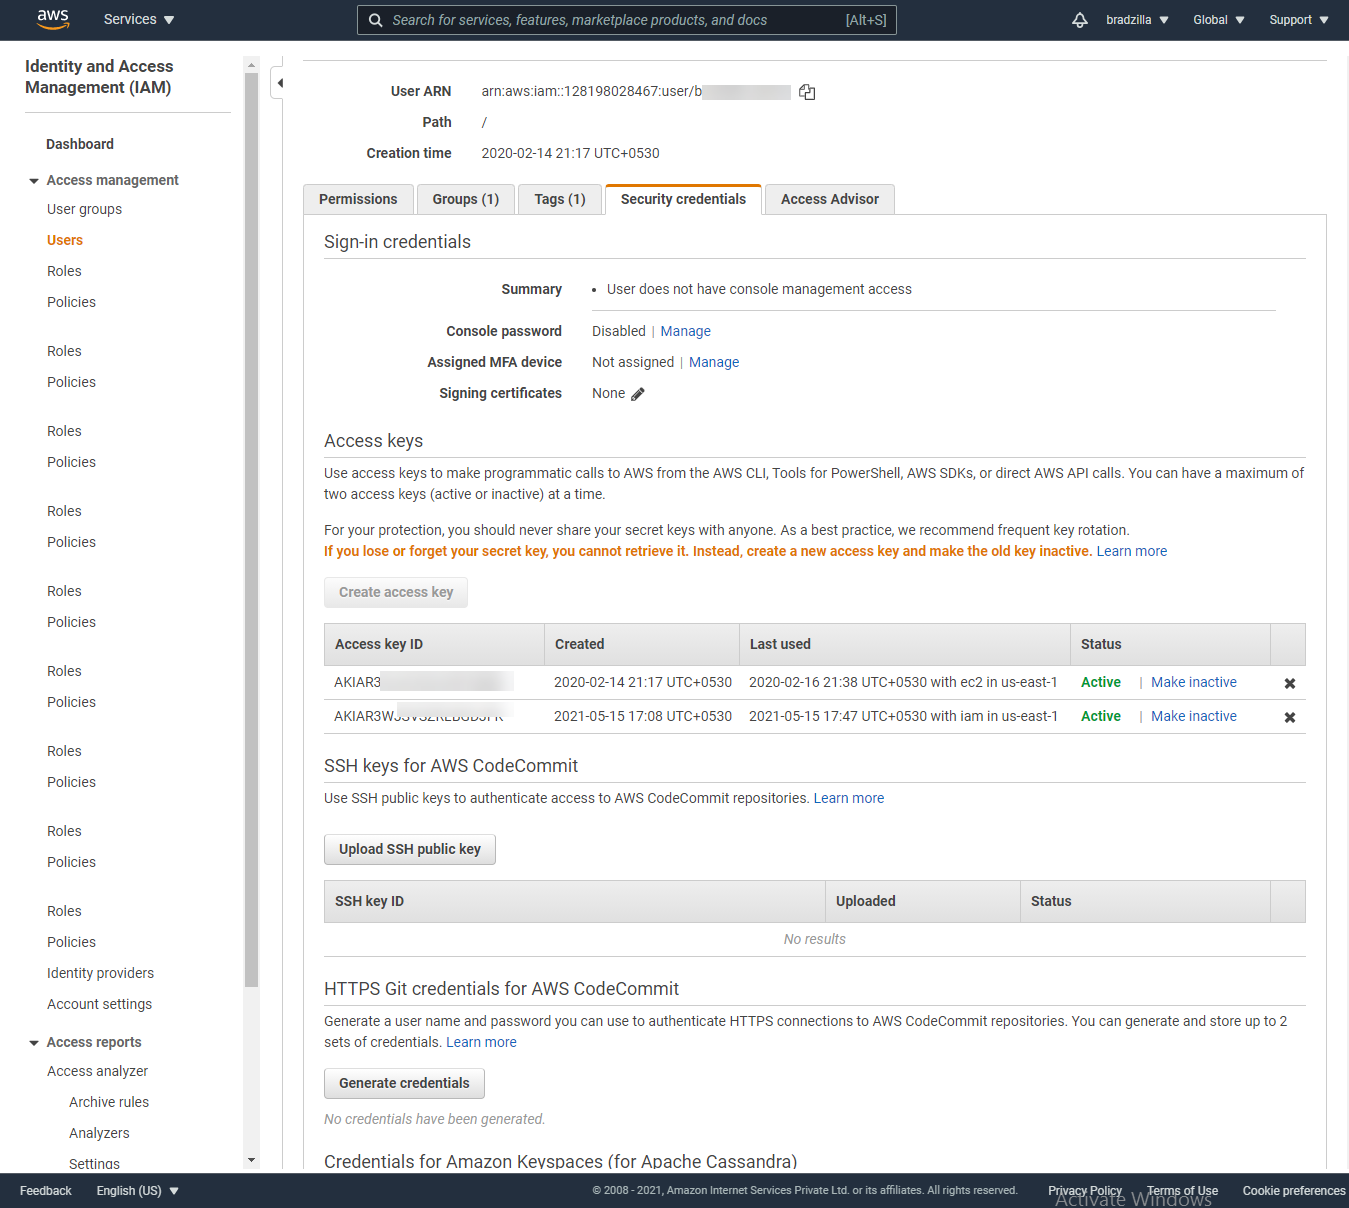 aws
Services
Search for services, features, marketplace products, and docs [Alt+S]
bradzilla
Global
Support
Identity and Access
Management (IAM)
Dashboard
Access management
User groups
Users
Roles
Policies
Roles
Policies
Roles
Policies
Roles
Policies
Roles
Policies
Roles
Policies
Roles
Policies
Roles
Policies
Roles
Policies
Identity providers
Account settings
Access reports
Access analyzer
Archive rules
Analyzers
Settings
User ARN arn:aws:iam::128198028467:user/b
Path /
Creation time 2020-02-14 21:17 UTC+0530
Permissions Groups (1) Tags (1) Security credentials Access Advisor
Sign-in credentials
Summary • User does not have console management access
Console password Disabled | Manage
Assigned MFA device Not assigned | Manage
Signing certificates None
Access keys
Use access keys to make programmatic calls to AWS from the AWS CLI, Tools for PowerShell, AWS SDKs, or direct AWS API calls. You can have a maximum of
two access keys (active or inactive) at a time.
For your protection, you should never share your secret keys with anyone. As a best practice, we recommend frequent key rotation.
If you lose or forget your secret key, you cannot retrieve it. Instead, create a new access key and make the old key inactive. Learn more
Create access key
Access key ID Created Last used Status
AKIAR3 2020-02-14 21:17 UTC+0530 2020-02-16 21:38 UTC+0530 with ec2 in us-east-1 Active | Make inactive
AKIAR3W 2021-05-15 17:08 UTC+0530 2021-05-15 17:47 UTC+0530 with iam in us-east-1 Active | Make inactive
SSH keys for AWS CodeCommit
Use SSH public keys to authenticate access to AWS CodeCommit repositories. Learn more
Upload SSH public key
SSH key ID Uploaded Status
No results
HTTPS Git credentials for AWS CodeCommit
Generate a user name and password you can use to authenticate HTTPS connections to AWS CodeCommit repositories. You can generate and store up to 2
sets of credentials. Learn more
Generate credentials
No credentials have been generated.
Credentials for Amazon Keyspaces (for Apache Cassandra)
Feedback English (US) © 2008 - 2021, Amazon Internet Services Private Ltd. or its affiliates. All rights reserved. Privacy Policy Terms of Use Cookie preferences
Activate Windows